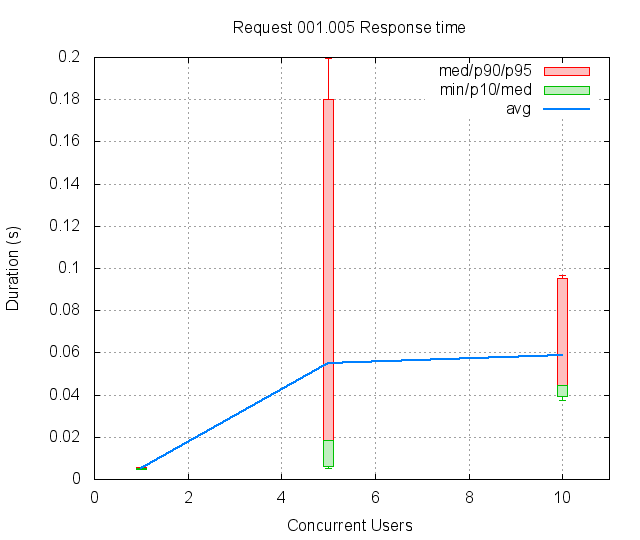 Request 001.005 Response time
med/p90/p95
min/p10/med
avg
0.2
0.18
0.16
0.14
0.12
0.1
0.08
0.06
0.04
0.02
0
0 2 4 6 8 10
Duration (s)
Concurrent Users